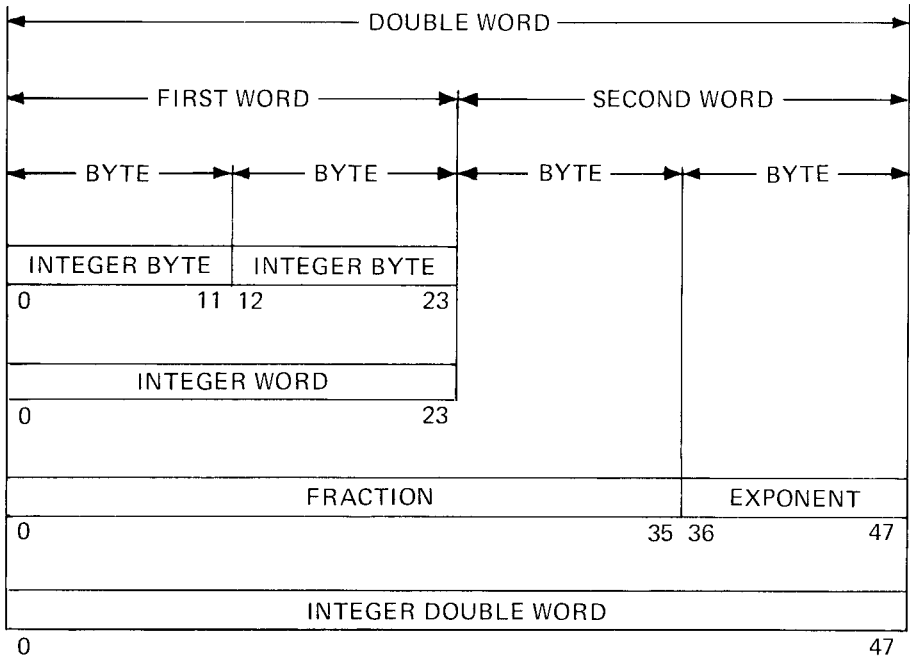 DOUBLE WORD
FIRST WORD SECOND WORD
BYTE BYTE BYTE BYTE
INTEGER BYTE INTEGER BYTE
0 11 12 23
INTEGER WORD
0 23
FRACTION EXPONENT
0 35 36 47
INTEGER DOUBLE WORD
0 47